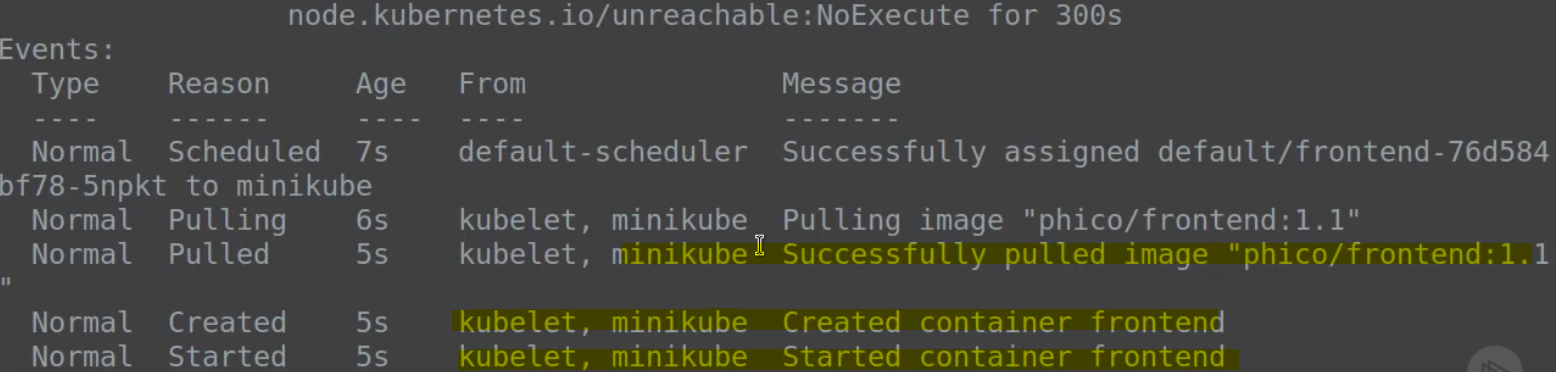 node.kubernetes.io/unreachable:NoExecute for 300s
Events:
Type Reason Age From Message
---- ------ ---- ---- -------
Normal Scheduled 7s default-scheduler Successfully assigned default/frontend-76d584
bf78-5npkt to minikube
Normal Pulling 6s kubelet, minikube Pulling image "phico/frontend:1.1"
Normal Pulled 5s kubelet, minikube Successfully pulled image "phico/frontend:1.1
"
Normal Created 5s kubelet, minikube Created container frontend
Normal Started 5s kubelet, minikube Started container frontend